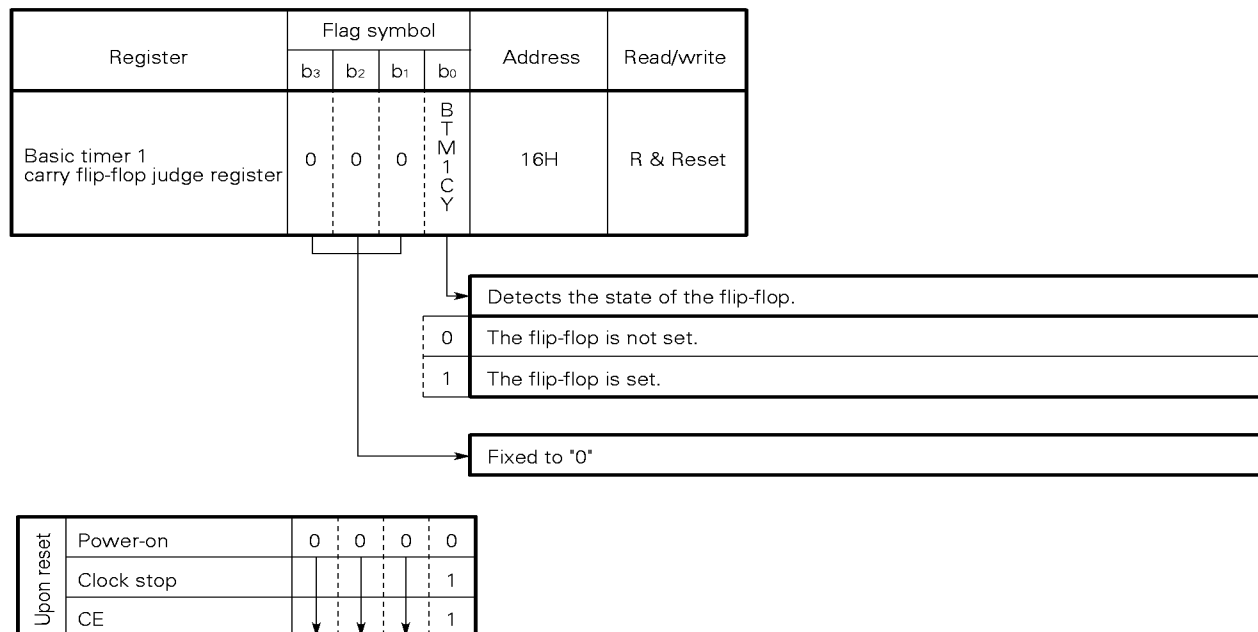 Register Flag symbol Address Read/write
b3 b2 b1 b0
Basic timer 1
carry flip-flop judge register
0 0 0 BTM1CY 16H R & Reset
Detects the state of the flip-flop.
0 The flip-flop is not set.
1 The flip-flop is set.
Fixed to "0"
Upon reset
Power-on 0 0 0 0
Clock stop 1
CE 1